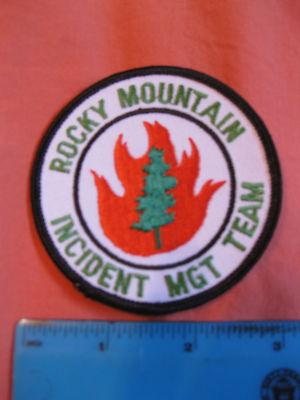 ROCKY MOUNTAIN
INCIDENT MGT TEAM
1 2 3